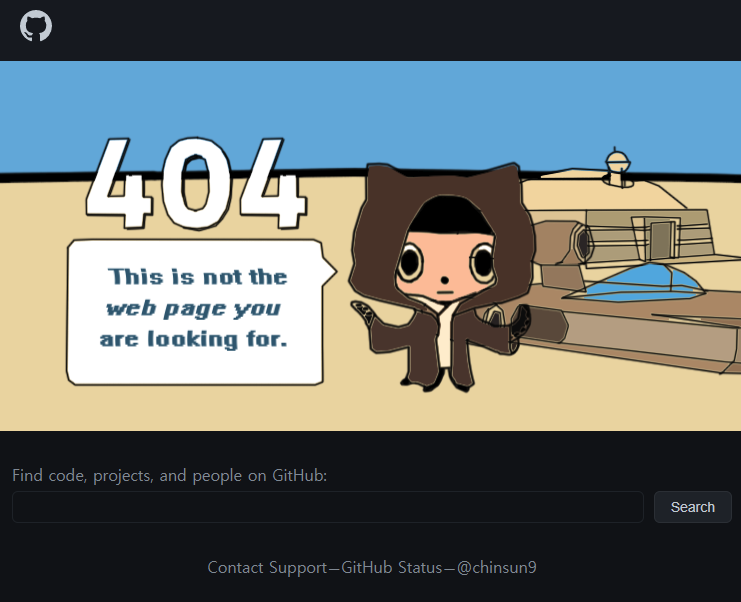 404
This is not the
web page you
are looking for.
Find code, projects, and people on GitHub:
Search
Contact Support—GitHub Status—@chinsun9